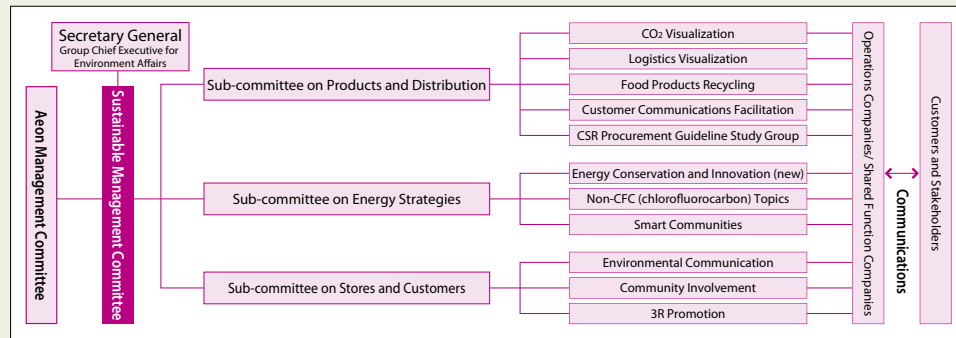 Secretary General
Group Chief Executive for
Environment Affairs
Aeon Management Committee
Sustainable Management Committee
Sub-committee on Products and Distribution
CO₂ Visualization
Logistics Visualization
Food Products Recycling
Customer Communications Facilitation
CSR Procurement Guideline Study Group
Sub-committee on Energy Strategies
Energy Conservation and Innovation (new)
Non-CFC (chlorofluorocarbon) Topics
Smart Communities
Sub-committee on Stores and Customers
Environmental Communication
Community Involvement
3R Promotion
Operations Companies/ Shared Function Companies
Communications
Customers and Stakeholders